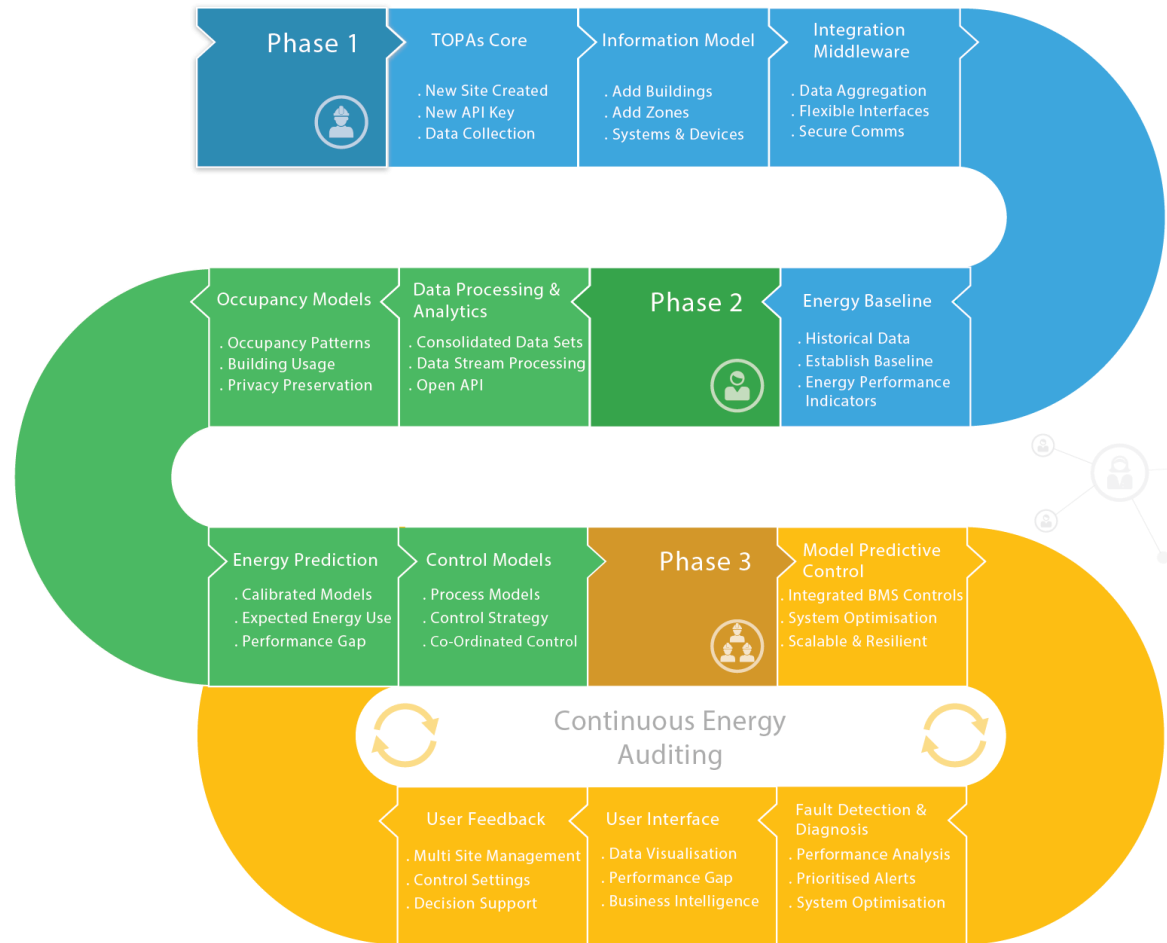 Phase 1
TOPAs Core
. New Site Created
. New API Key
. Data Collection
Information Model
. Add Buildings
. Add Zones
. Systems & Devices
Integration
Middleware
. Data Aggregation
. Flexible Interfaces
. Secure Comms
Energy Baseline
. Historical Data
. Establish Baseline
. Energy Performance
Indicators
Phase 2
Data Processing &
Analytics
. Consolidated Data Sets
. Data Stream Processing
. Open API
Occupancy Models
. Occupancy Patterns
. Building Usage
. Privacy Preservation
Energy Prediction
. Calibrated Models
. Expected Energy Use
. Performance Gap
Control Models
. Process Models
. Control Strategy
. Co-Ordinated Control
Phase 3
Model Predictive
Control
. Integrated BMS Controls
. System Optimisation
. Scalable & Resilient
Continuous Energy
Auditing
Fault Detection &
Diagnosis
. Performance Analysis
. Prioritised Alerts
. System Optimisation
User Interface
. Data Visualisation
. Performance Gap
. Business Intelligence
User Feedback
. Multi Site Management
. Control Settings
. Decision Support